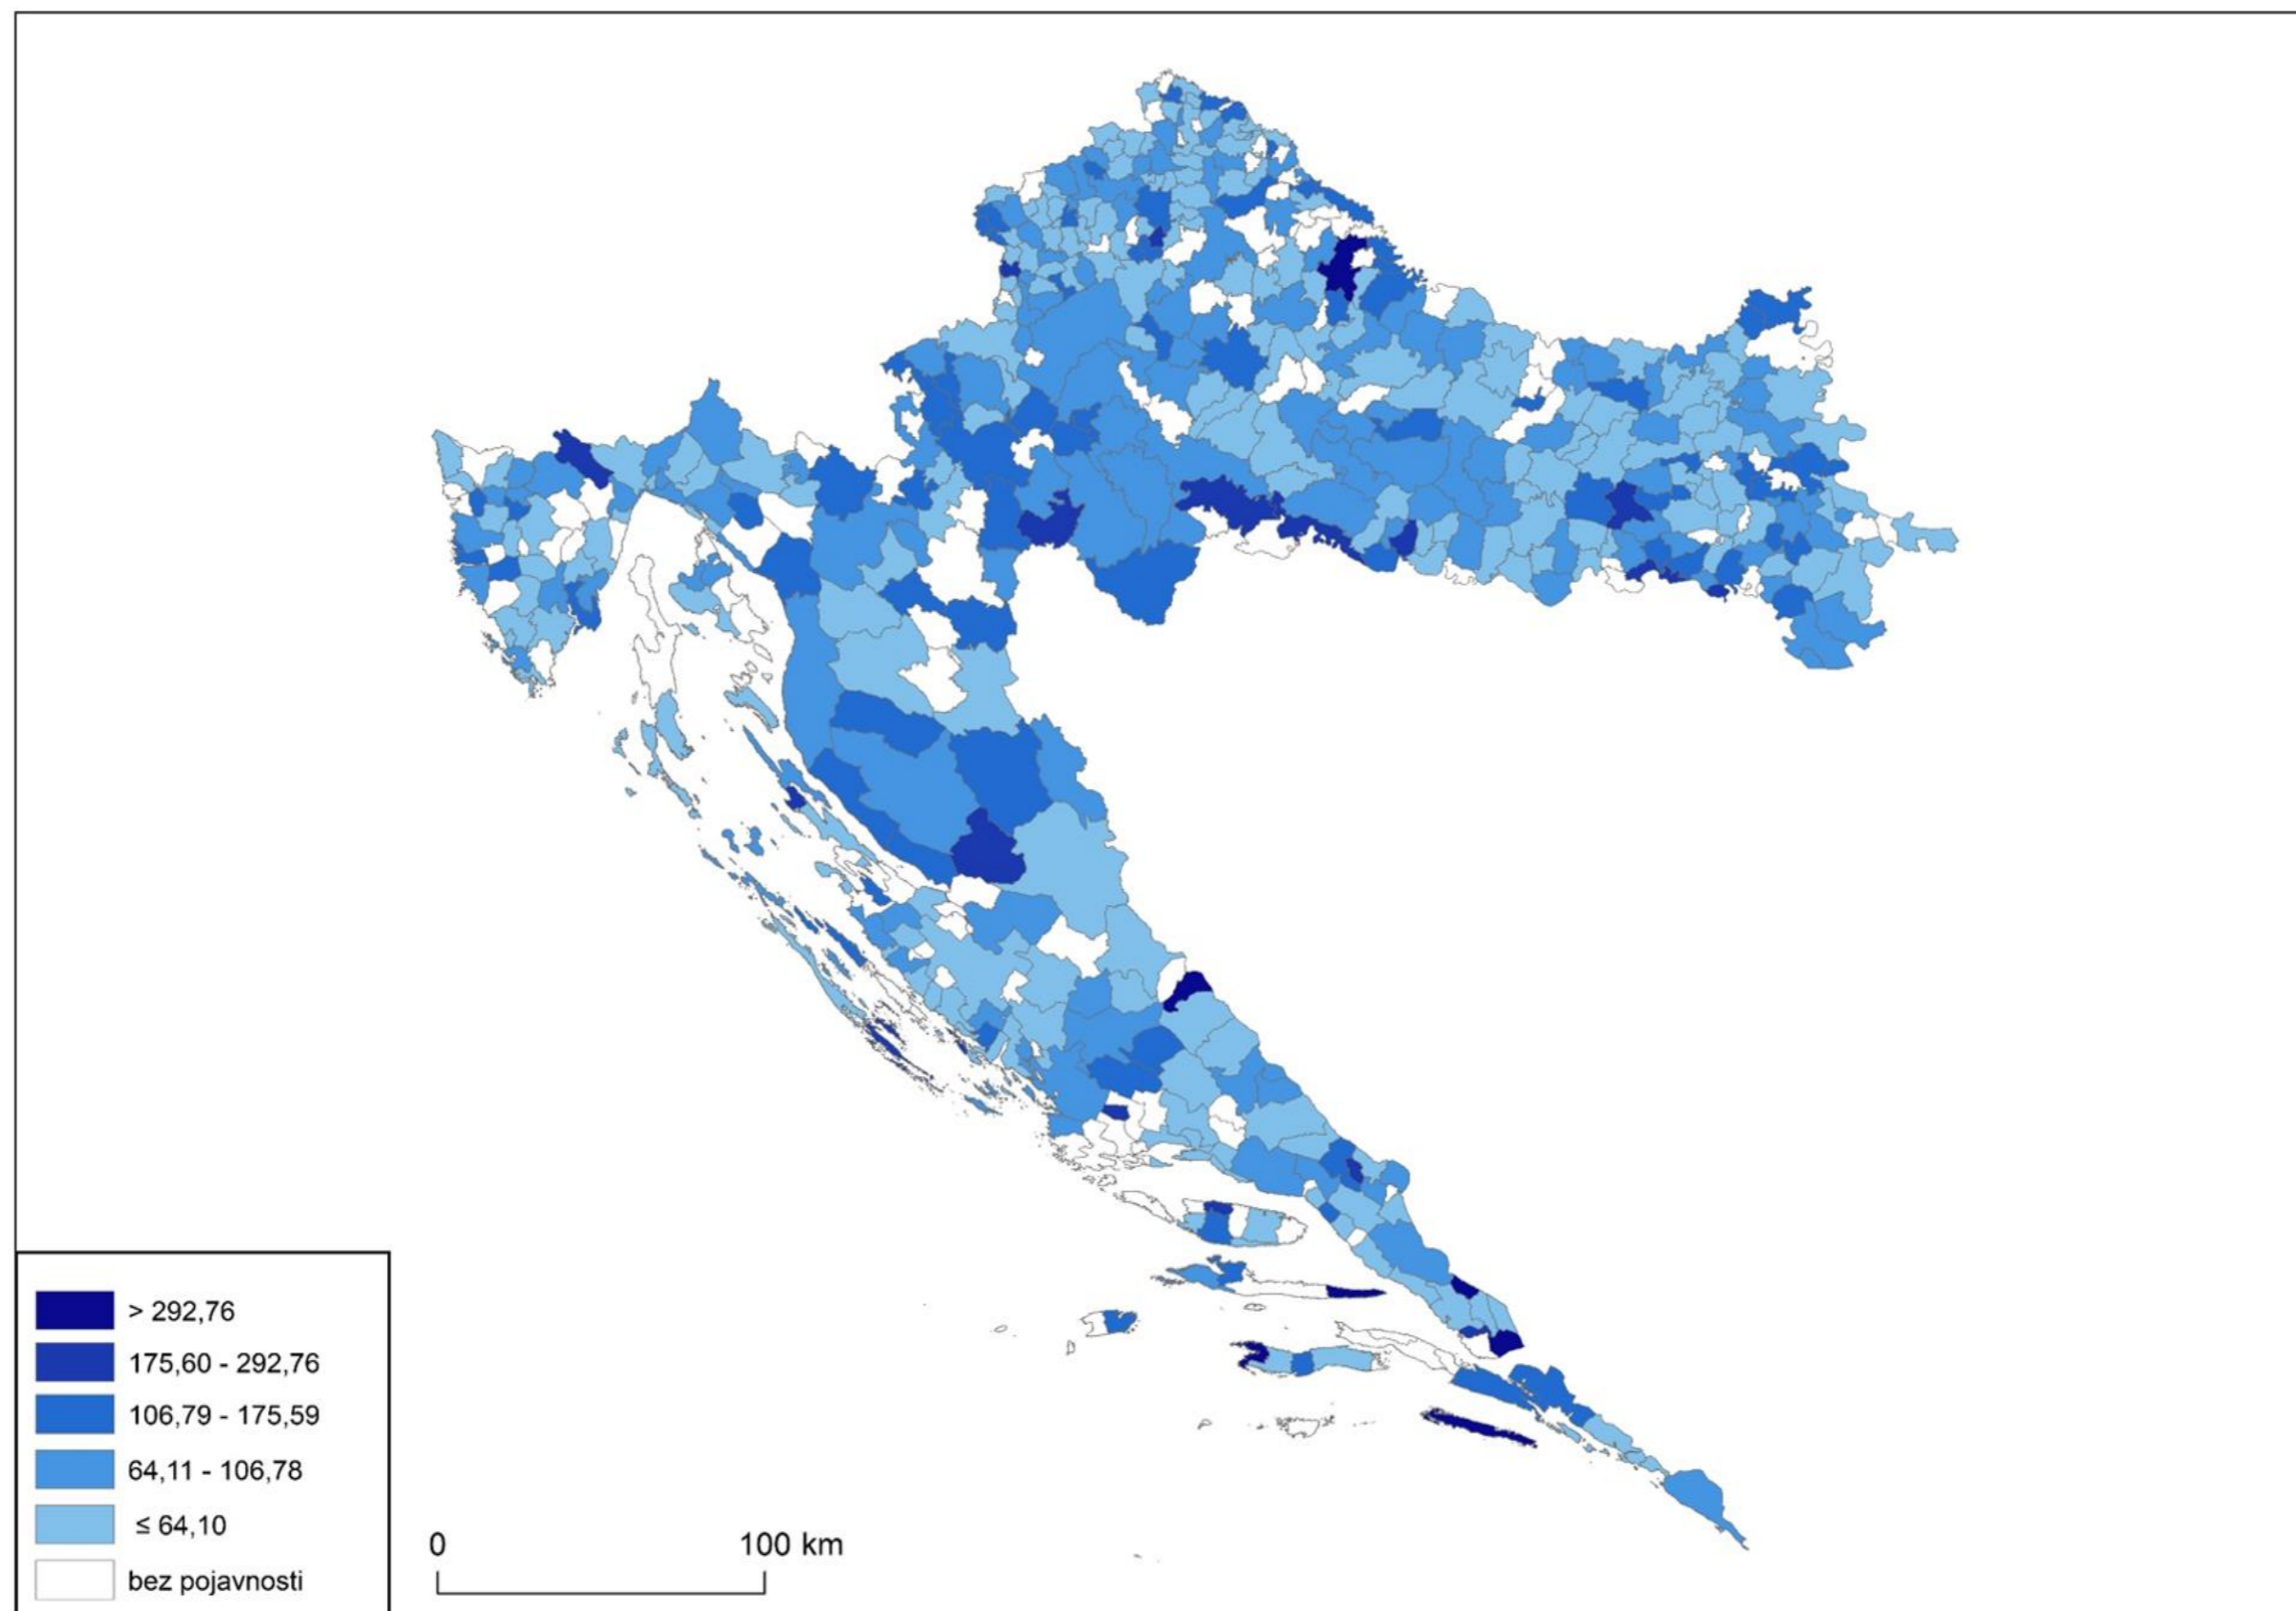 > 292,76
175,60 - 292,76
106,79 - 175,59
64,11 - 106,78
≤ 64,10
bez pojavnosti
0 100 km